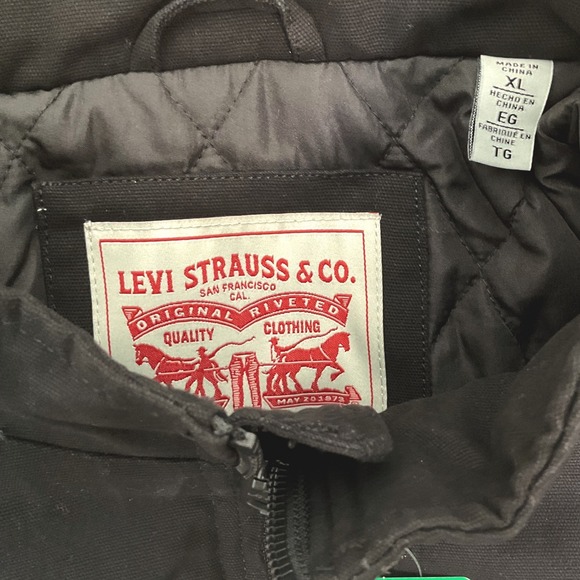 LEVI STRAUSS & CO.
SAN FRANCISCO
CAL.
ORIGINAL RIVETED
QUALITY CLOTHING
MAY 20 1873
MADE IN
CHINA
XL
HECHO EN
CHINA
EG
FABRIQUÉ EN
CHINE
TG